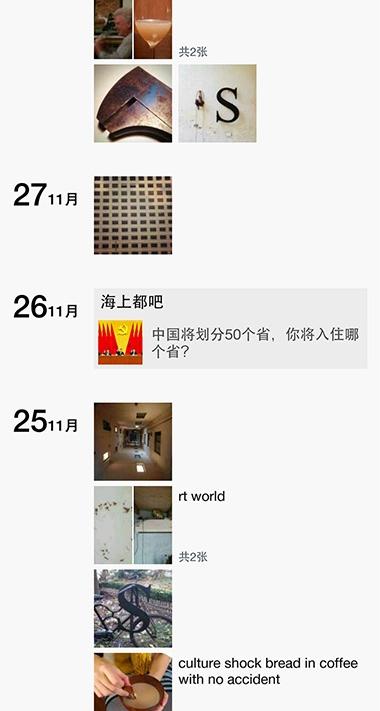 共2张
S
27 11月
26 11月
海上都吧
中国将划分50个省，你将入住哪
个省？
25 11月
rt world
共2张
S
culture shock bread in coffee
with no accident